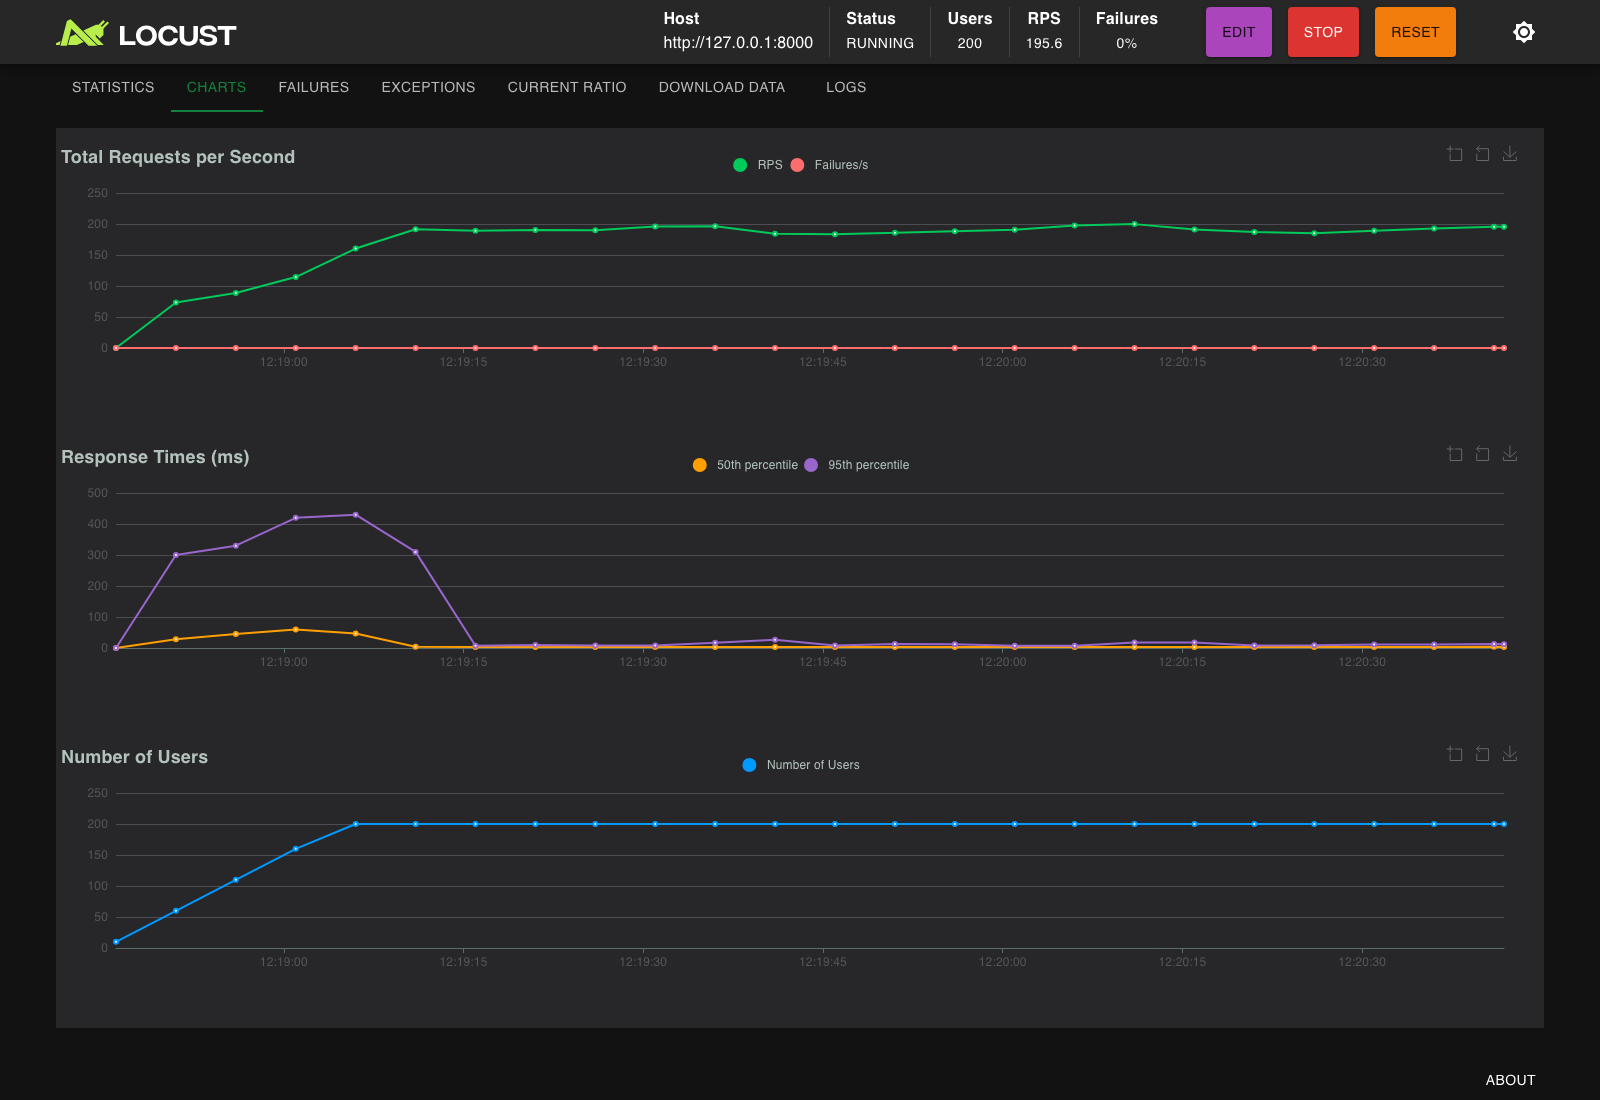 LOCUST
Host
http://127.0.0.1:8000
Status
RUNNING
Users
200
RPS
195.6
Failures
0%
EDIT
STOP
RESET
STATISTICS
CHARTS
FAILURES
EXCEPTIONS
CURRENT RATIO
DOWNLOAD DATA
LOGS
Total Requests per Second
RPS
Failures/s
250
200
150
100
50
0
12:19:00
12:19:15
12:19:30
12:19:45
12:20:00
12:20:15
12:20:30
Response Times (ms)
50th percentile
95th percentile
500
400
300
200
100
0
12:19:00
12:19:15
12:19:30
12:19:45
12:20:00
12:20:15
12:20:30
Number of Users
Number of Users
250
200
150
100
50
0
12:19:00
12:19:15
12:19:30
12:19:45
12:20:00
12:20:15
12:20:30
ABOUT